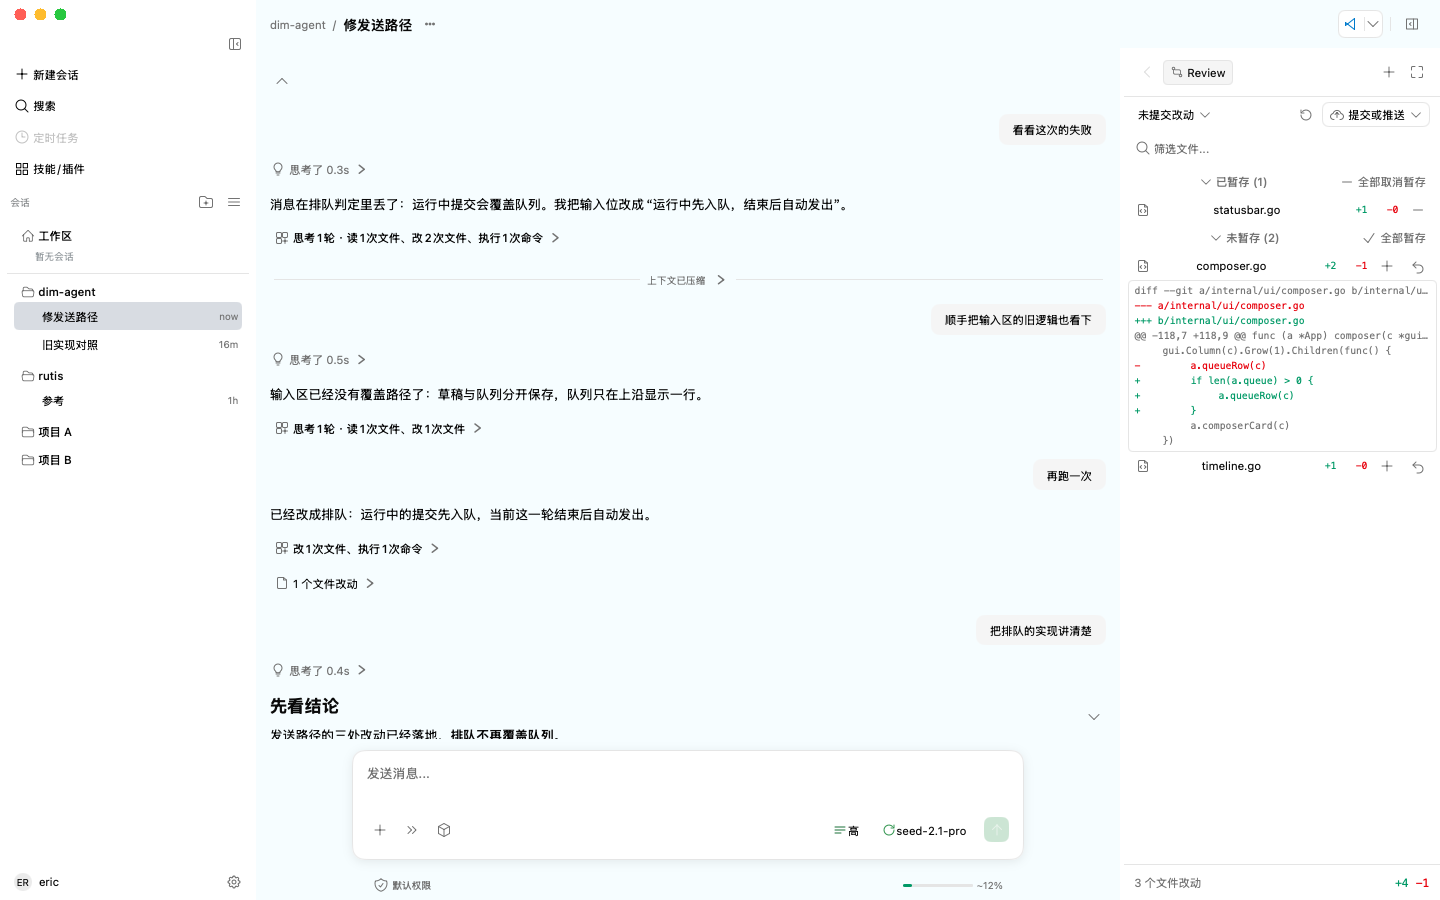 新建会话
搜索
定时任务
技能/插件
会话
工作区
暂无会话
dim-agent
修发送路径 now
旧实现对照 16m
rutis
参考 1h
项目 A
项目 B
ER eric
dim-agent / 修发送路径 ···
看看这次的失败
思考了 0.3s
消息在排队判定里丢了：运行中提交会覆盖队列。我把输入位改成“运行中先入队，结束后自动发出”。
思考1轮 · 读1次文件、改2次文件、执行1次命令
上下文已压缩
顺手把输入区的旧逻辑也看下
思考了 0.5s
输入区已经没有覆盖路径了：草稿与队列分开保存，队列只在上沿显示一行。
思考1轮 · 读1次文件、改1次文件
再跑一次
已经改成排队：运行中的提交先入队，当前这一轮结束后自动发出。
改1次文件、执行1次命令
1 个文件改动
把排队的实现讲清楚
思考了 0.4s
先看结论
发送路径的三处改动已经落地，排队不再覆盖队列。
发送消息...
高 seed-2.1-pro
默认权限 ~12%
Review
未提交改动 提交或推送
筛选文件...
已暂存 (1) 全部取消暂存
statusbar.go +1 −0
未暂存 (2) 全部暂存
composer.go +2 −1
diff --git a/internal/ui/composer.go b/internal/u…
--- a/internal/ui/composer.go
+++ b/internal/ui/composer.go
@@ -118,7 +118,9 @@ func (a *App) composer(c *gui…
gui.Column(c).Grow(1).Children(func() {
- a.queueRow(c)
+ if len(a.queue) > 0 {
+ a.queueRow(c)
+ }
a.composerCard(c)
})
timeline.go +1 −0
3 个文件改动 +4 −1